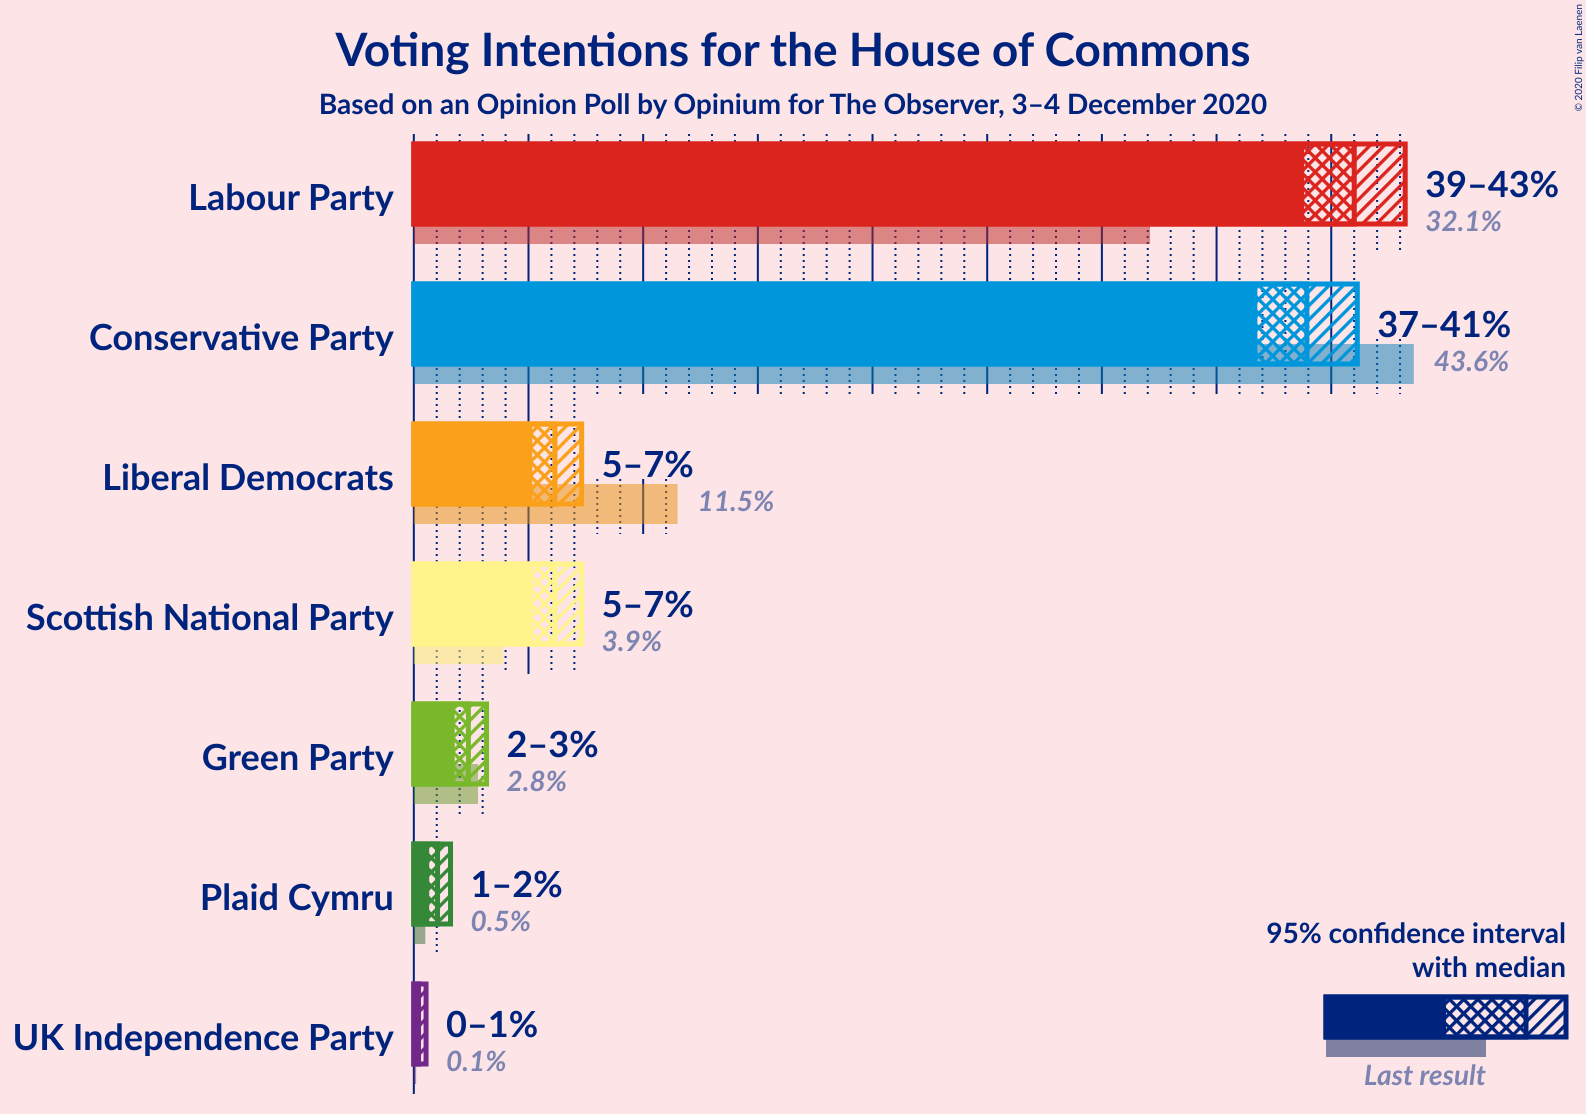 Voting Intentions for the House of Commons
Based on an Opinion Poll by Opinium for The Observer, 3–4 December 2020
© 2020 Filip van Laenen
Labour Party
39–43%
32.1%
Conservative Party
37–41%
43.6%
Liberal Democrats
5–7%
11.5%
Scottish National Party
5–7%
3.9%
Green Party
2–3%
2.8%
Plaid Cymru
1–2%
0.5%
UK Independence Party
0–1%
0.1%
95% confidence interval
with median
Last result